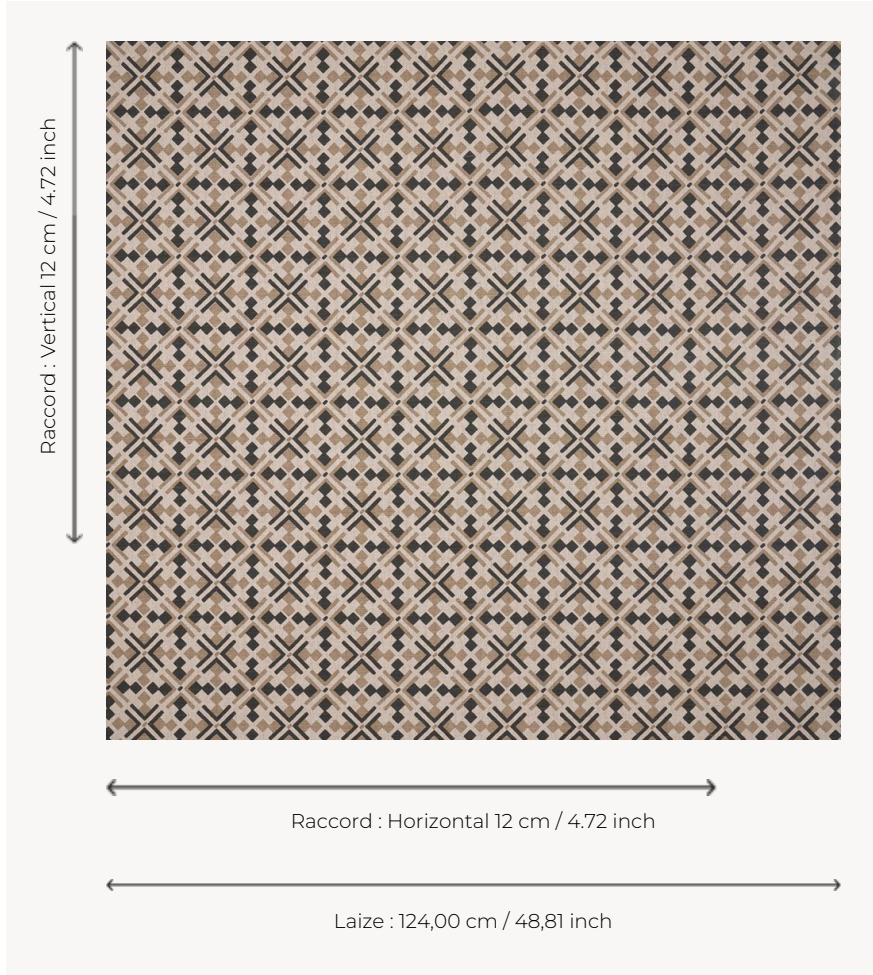 Raccord : Vertical 12 cm / 4.72 inch
Raccord : Horizontal 12 cm / 4.72 inch
Laize : 124,00 cm / 48,81 inch